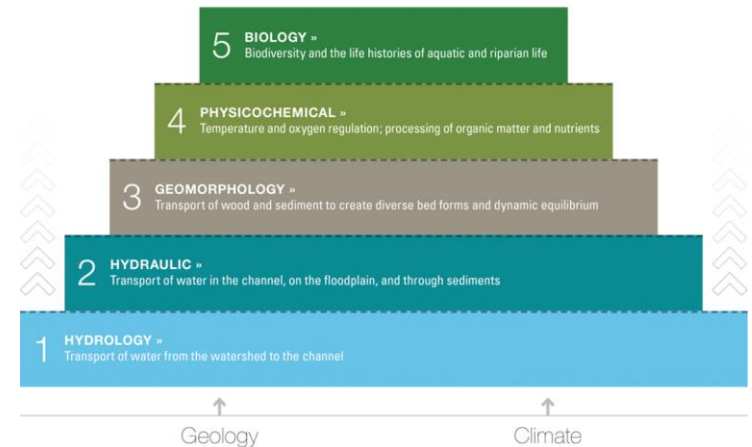 5 BIOLOGY »
Biodiversity and the life histories of aquatic and riparian life
4 PHYSICOCHEMICAL »
Temperature and oxygen regulation; processing of organic matter and nutrients
3 GEOMORPHOLOGY »
Transport of wood and sediment to create diverse bed forms and dynamic equilibrium
2 HYDRAULIC »
Transport of water in the channel, on the floodplain, and through sediments
1 HYDROLOGY »
Transport of water from the watershed to the channel
Geology Climate